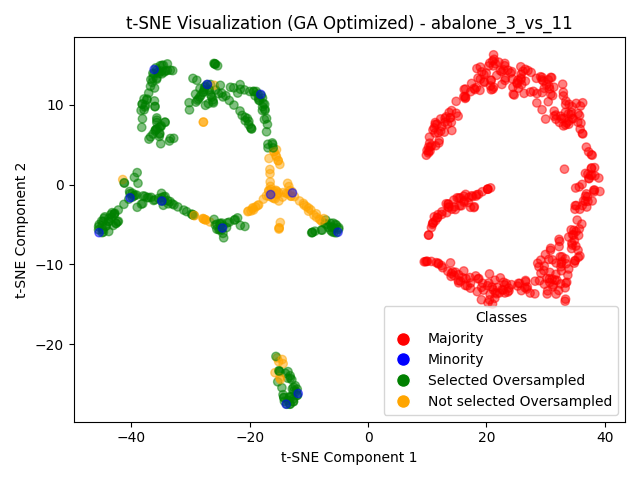 t-SNE Visualization (GA Optimized) - abalone_3_vs_11
t-SNE Component 2
10
0
−10
−20
−40
−20
0
20
40
t-SNE Component 1
Classes
Majority
Minority
Selected Oversampled
Not selected Oversampled